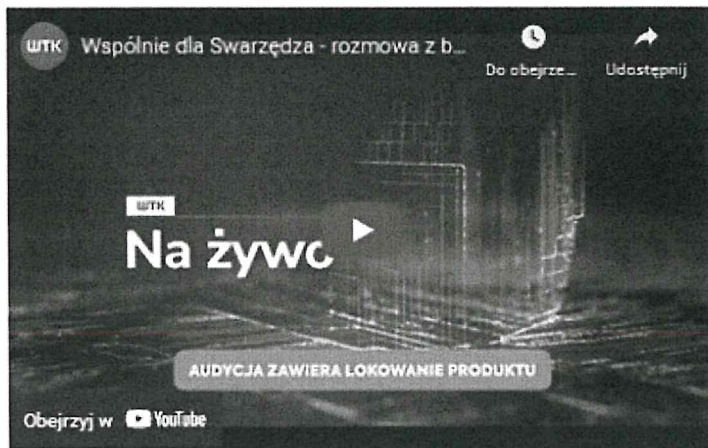 WTK Wspólnie dla Swarzędza - rozmowa z b...
Do obejrze...
Udostępnij
WTK
Na żywo
AUDYCJA ZAWIERA LOKOWANIE PRODUKTU
Obejrzyj w YouTube